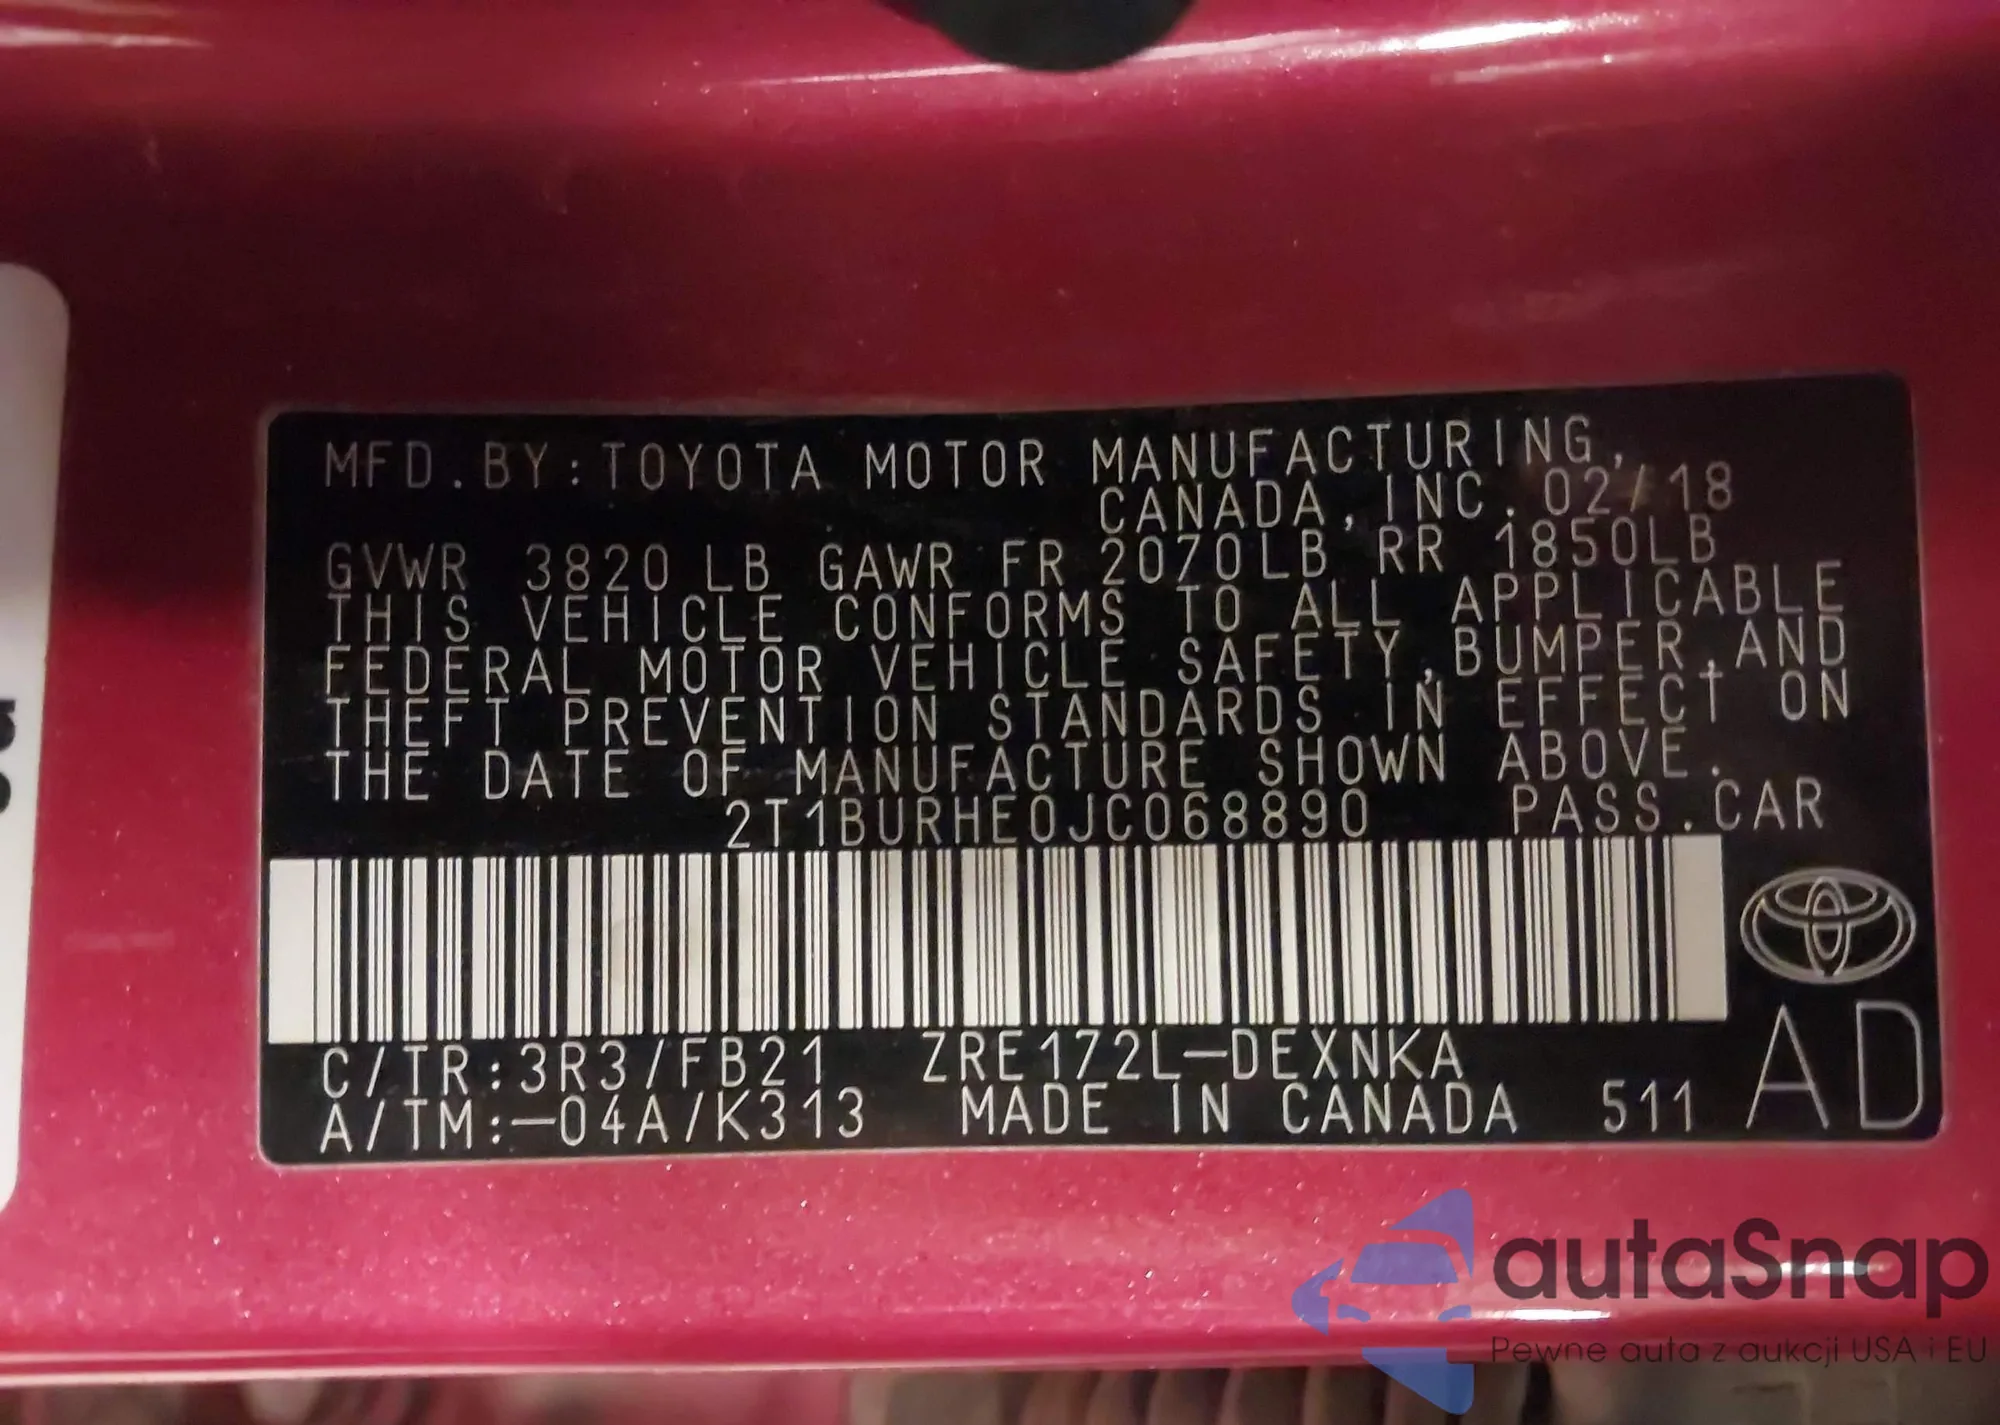 MFD.BY:TOYOTA MOTOR MANUFACTURING,
CANADA, INC. 02/18
GVWR 3820 LB GAWR FR 2070LB RR 1850LB
THIS VEHICLE CONFORMS TO ALL APPLICABLE
FEDERAL MOTOR VEHICLE SAFETY,BUMPER,AND
THEFT PREVENTION STANDARDS IN EFFECT ON
THE DATE OF MANUFACTURE SHOWN ABOVE.
2T1BURHE0JC068890 PASS.CAR
C/TR:3R3/FB21 ZRE172L-DEXNKA
A/TM:-04A/K313 MADE IN CANADA 511
AD
autaSnap
Pewne auta z aukcji USA i EU